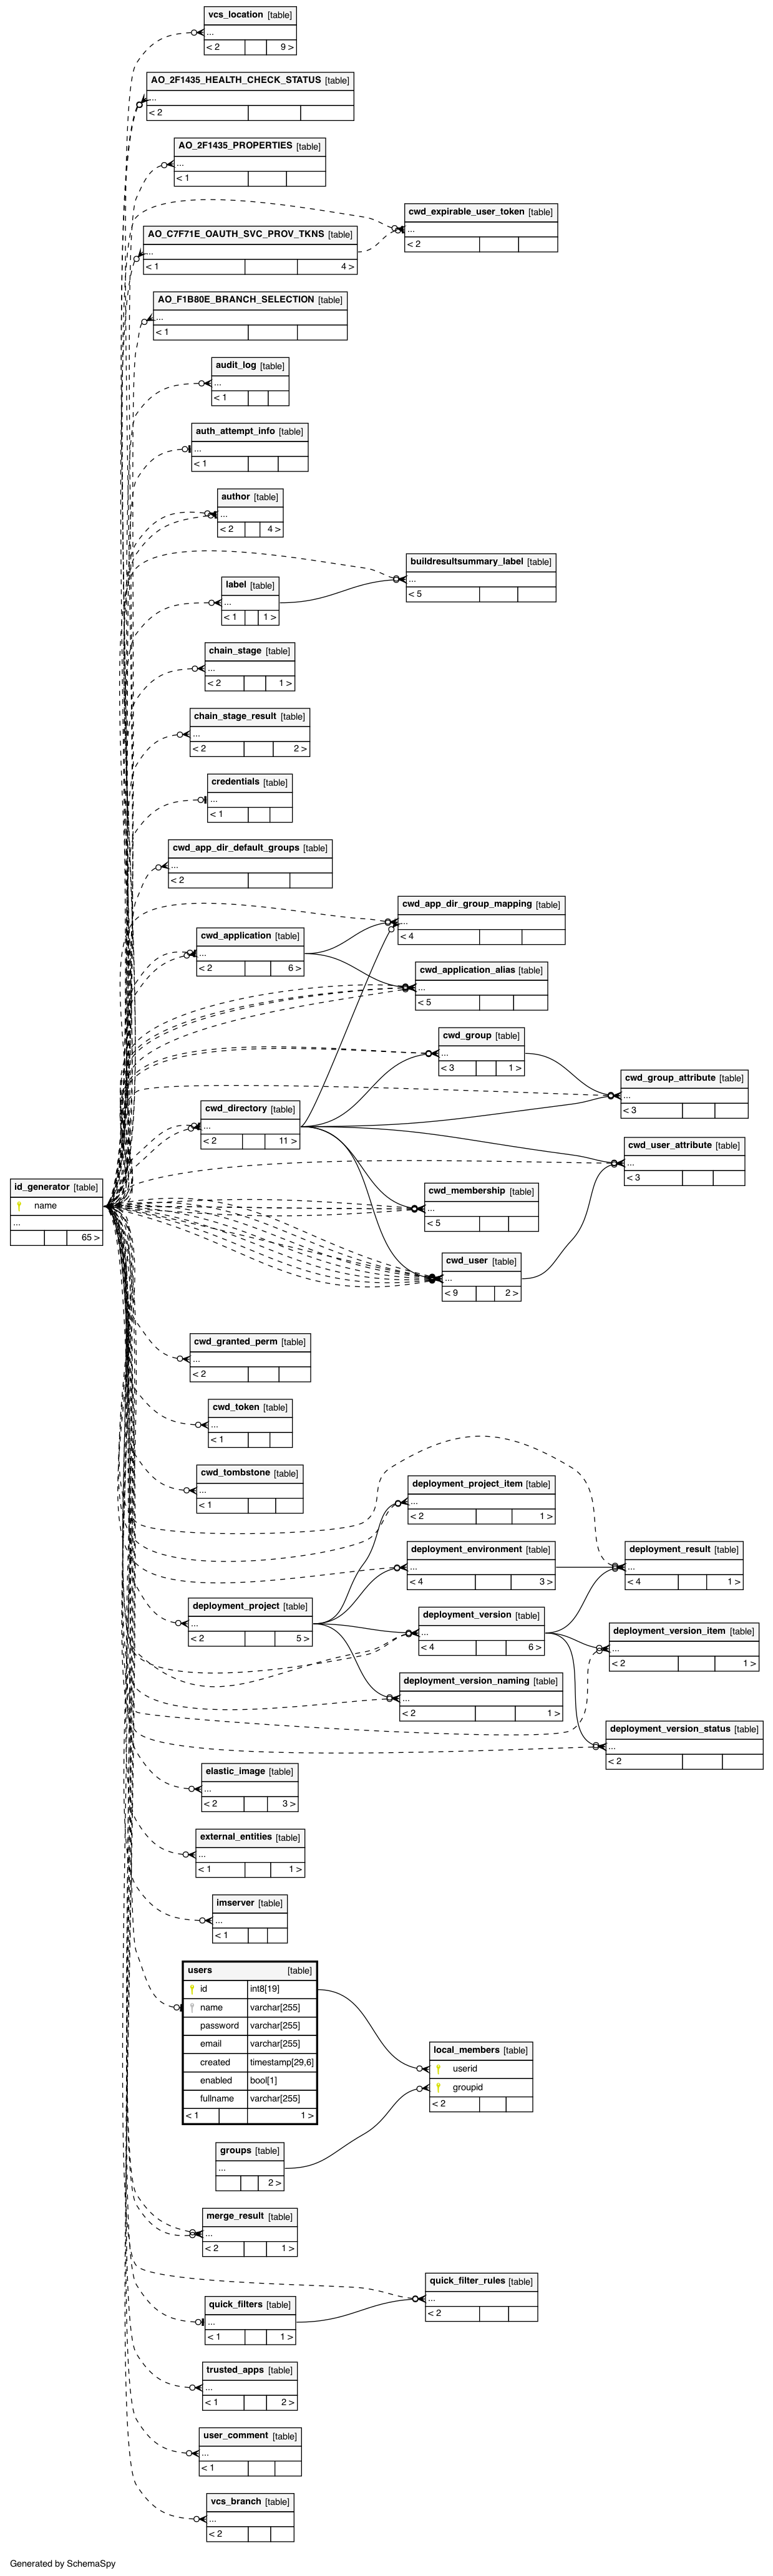 vcs_location [table]
...
< 2 9 >
AO_2F1435_HEALTH_CHECK_STATUS [table]
...
< 2
AO_2F1435_PROPERTIES [table]
...
< 1
cwd_expirable_user_token [table]
...
< 2
AO_C7F71E_OAUTH_SVC_PROV_TKNS [table]
...
< 1 4 >
AO_F1B80E_BRANCH_SELECTION [table]
...
< 1
audit_log [table]
...
< 1
auth_attempt_info [table]
...
< 1
author [table]
...
< 2 4 >
buildresultsummary_label [table]
...
< 5
label [table]
...
< 1 1 >
chain_stage [table]
...
< 2 1 >
chain_stage_result [table]
...
< 2 2 >
credentials [table]
...
< 1
cwd_app_dir_default_groups [table]
...
< 2
cwd_app_dir_group_mapping [table]
...
< 4
cwd_application [table]
...
< 2 6 >
cwd_application_alias [table]
...
< 5
cwd_group [table]
...
< 3 1 >
cwd_group_attribute [table]
...
< 3
cwd_directory [table]
...
< 2 11 >
cwd_user_attribute [table]
...
< 3
id_generator [table]
name
...
65 >
cwd_membership [table]
...
< 5
cwd_user [table]
...
< 9 2 >
cwd_granted_perm [table]
...
< 2
cwd_token [table]
...
< 1
cwd_tombstone [table]
...
< 1
deployment_project_item [table]
...
< 2 1 >
deployment_environment [table]
...
< 4 3 >
deployment_result [table]
...
< 4 1 >
deployment_project [table]
...
< 2 5 >
deployment_version [table]
...
< 4 6 >
deployment_version_item [table]
...
< 2 1 >
deployment_version_naming [table]
...
< 2 1 >
deployment_version_status [table]
...
< 2
elastic_image [table]
...
< 2 3 >
external_entities [table]
...
< 1 1 >
imserver [table]
...
< 1
users [table]
id int8[19]
name varchar[255]
password varchar[255]
email varchar[255]
created timestamp[29,6]
enabled bool[1]
fullname varchar[255]
< 1 1 >
local_members [table]
userid
groupid
< 2
groups [table]
...
2 >
merge_result [table]
...
< 2 1 >
quick_filter_rules [table]
...
< 2
quick_filters [table]
...
< 1 1 >
trusted_apps [table]
...
< 1 2 >
user_comment [table]
...
< 1
vcs_branch [table]
...
< 2
Generated by SchemaSpy